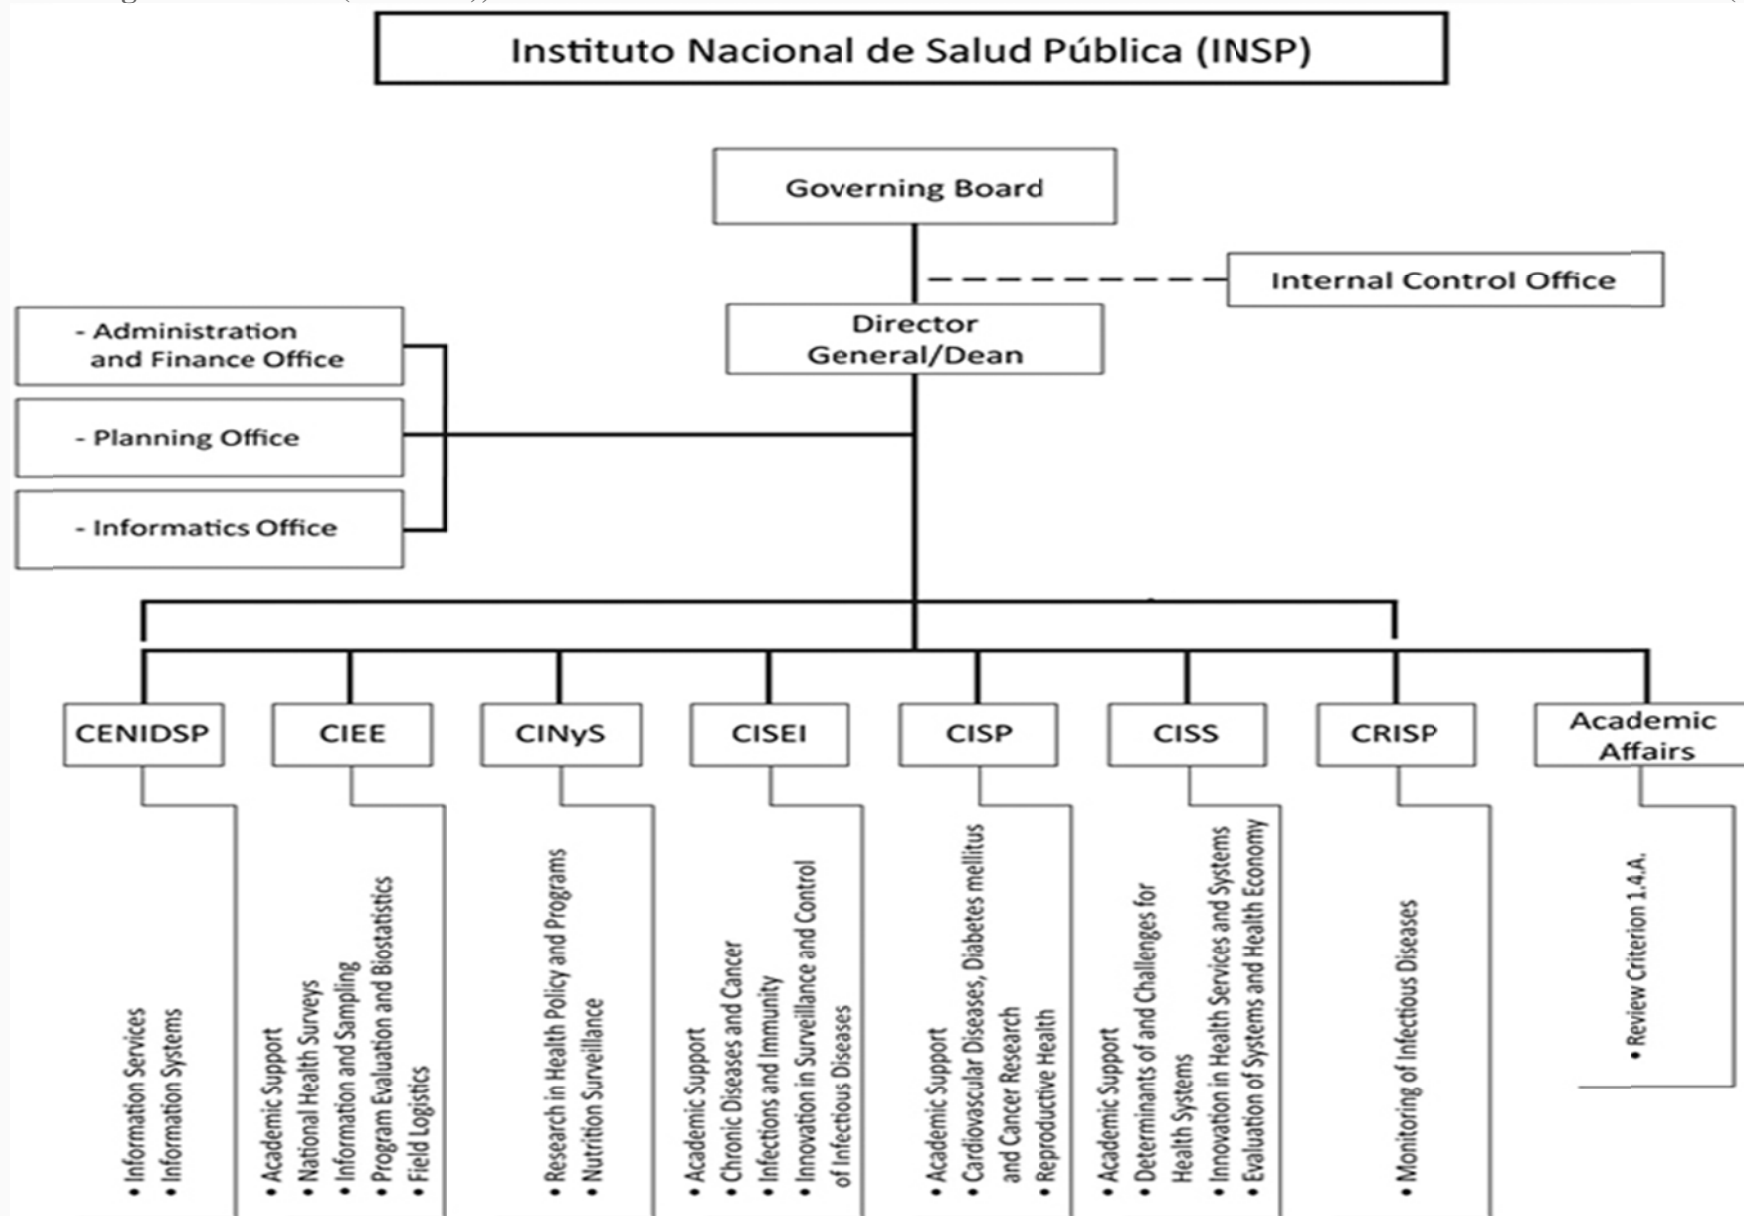 Instituto Nacional de Salud Pública (INSP)
Governing Board
Internal Control Office
Director
General/Dean
- Administration
and Finance Office
- Planning Office
- Informatics Office
CENIDSP
CIEE
CINyS
CISEI
CISP
CISS
CRISP
Academic
Affairs
• Information Services
• Information Systems
• Academic Support
• National Health Surveys
• Information and Sampling
• Program Evaluation and Biostatistics
• Field Logistics
• Research in Health Policy and Programs
• Nutrition Surveillance
• Academic Support
• Chronic Diseases and Cancer
• Infections and Immunity
• Innovation in Surveillance and Control
of Infectious Diseases
• Academic Support
• Cardiovascular Diseases, Diabetes mellitus
and Cancer Research
• Reproductive Health
• Academic Support
• Determinants of and Challenges for
Health Systems
• Innovation in Health Services and Systems
• Evaluation of Systems and Health Economy
• Monitoring of Infectious Diseases
• Review Criterion 1.4.A.